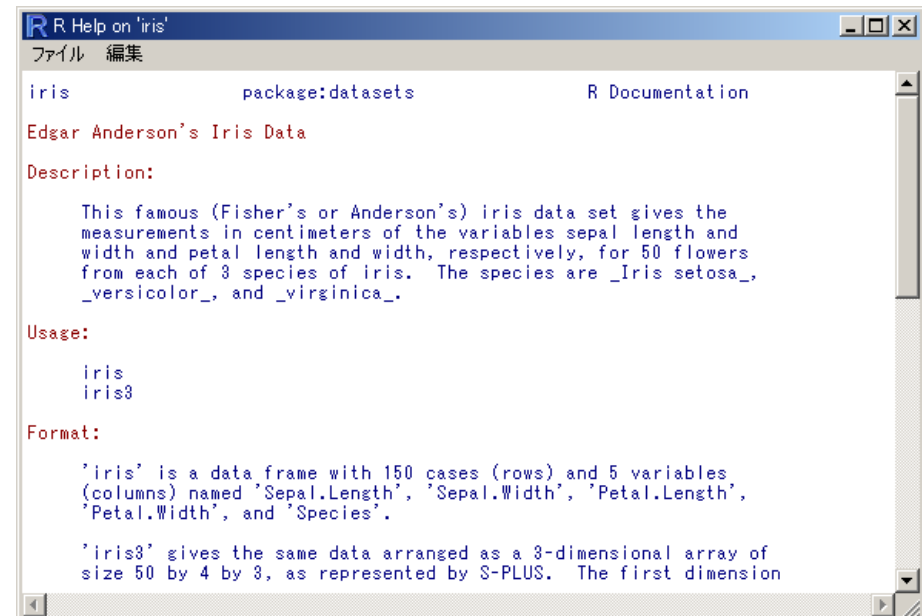 R R Help on 'iris'
ファイル 編集
iris package:datasets R Documentation
Edgar Anderson's Iris Data
Description:
This famous (Fisher's or Anderson's) iris data set gives the
measurements in centimeters of the variables sepal length and
width and petal length and width, respectively, for 50 flowers
from each of 3 species of iris. The species are _Iris setosa_,
_versicolor_, and _virginica_.
Usage:
iris
iris3
Format:
'iris' is a data frame with 150 cases (rows) and 5 variables
(columns) named 'Sepal.Length', 'Sepal.Width', 'Petal.Length',
'Petal.Width', and 'Species'.
'iris3' gives the same data arranged as a 3-dimensional array of
size 50 by 4 by 3, as represented by S-PLUS. The first dimension